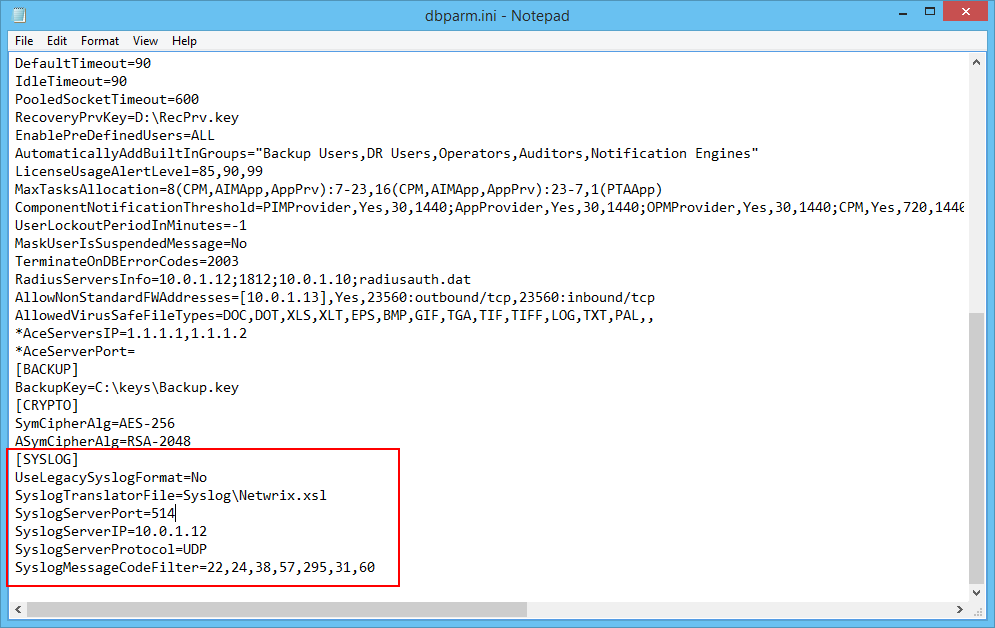 dbparm.ini - Notepad
File Edit Format View Help
DefaultTimeout=90
IdleTimeout=90
PooledSocketTimeout=600
RecoveryPrvKey=D:\RecPrv.key
EnablePreDefinedUsers=ALL
AutomaticallyAddBuiltInGroups="Backup Users,DR Users,Operators,Auditors,Notification Engines"
LicenseUsageAlertLevel=85,90,99
MaxTasksAllocation=8(CPM,AIMApp,AppPrv):7-23,16(CPM,AIMApp,AppPrv):23-7,1(PTAApp)
ComponentNotificationThreshold=PIMProvider,Yes,30,1440;AppProvider,Yes,30,1440;OPMProvider,Yes,30,1440;CPM,Yes,720,1440
UserLockoutPeriodInMinutes=-1
MaskUserIsSuspendedMessage=No
TerminateOnDBErrorCodes=2003
RadiusServersInfo=10.0.1.12;1812;10.0.1.10;radiusauth.dat
AllowNonStandardFWAddresses=[10.0.1.13],Yes,23560:outbound/tcp,23560:inbound/tcp
AllowedVirusSafeFileTypes=DOC,DOT,XLS,XLT,EPS,BMP,GIF,TGA,TIF,TIFF,LOG,TXT,PAL,,
*AceServersIP=1.1.1.1,1.1.1.2
*AceServerPort=
[BACKUP]
BackupKey=C:\keys\Backup.key
[CRYPTO]
SymCipherAlg=AES-256
ASymCipherAlg=RSA-2048
[SYSLOG]
UseLegacySyslogFormat=No
SyslogTranslatorFile=Syslog\Netwrix.xsl
SyslogServerPort=514
SyslogServerIP=10.0.1.12
SyslogServerProtocol=UDP
SyslogMessageCodeFilter=22,24,38,57,295,31,60